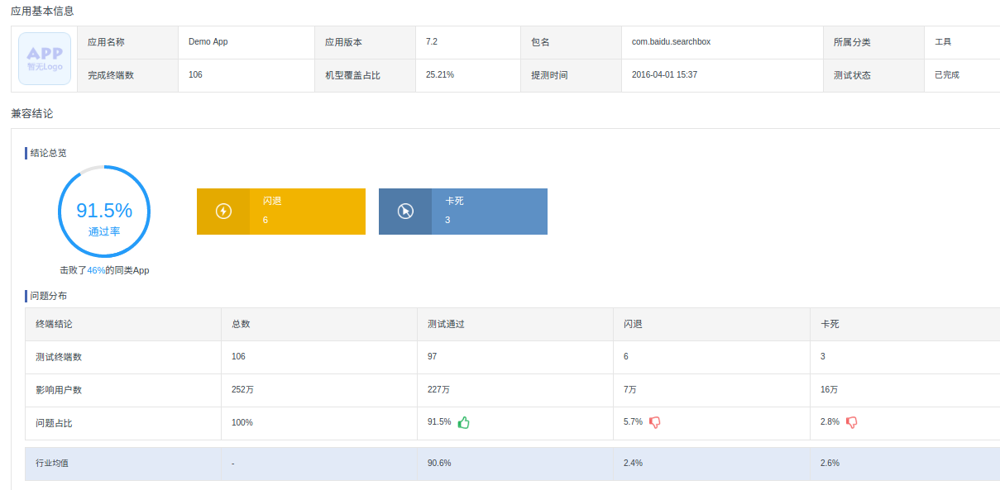 应用基本信息
APP
暂无Logo
应用名称 Demo App 应用版本 7.2 包名 com.baidu.searchbox 所属分类 工具
完成终端数 106 机型覆盖占比 25.21% 提测时间 2016-04-01 15:37 测试状态 已完成
兼容结论
结论总览
91.5%
通过率
击败了46%的同类App
闪退
6
卡死
3
问题分布
终端结论 总数 测试通过 闪退 卡死
测试终端数 106 97 6 3
影响用户数 252万 227万 7万 16万
问题占比 100% 91.5% 5.7% 2.8%
行业均值 - 90.6% 2.4% 2.6%